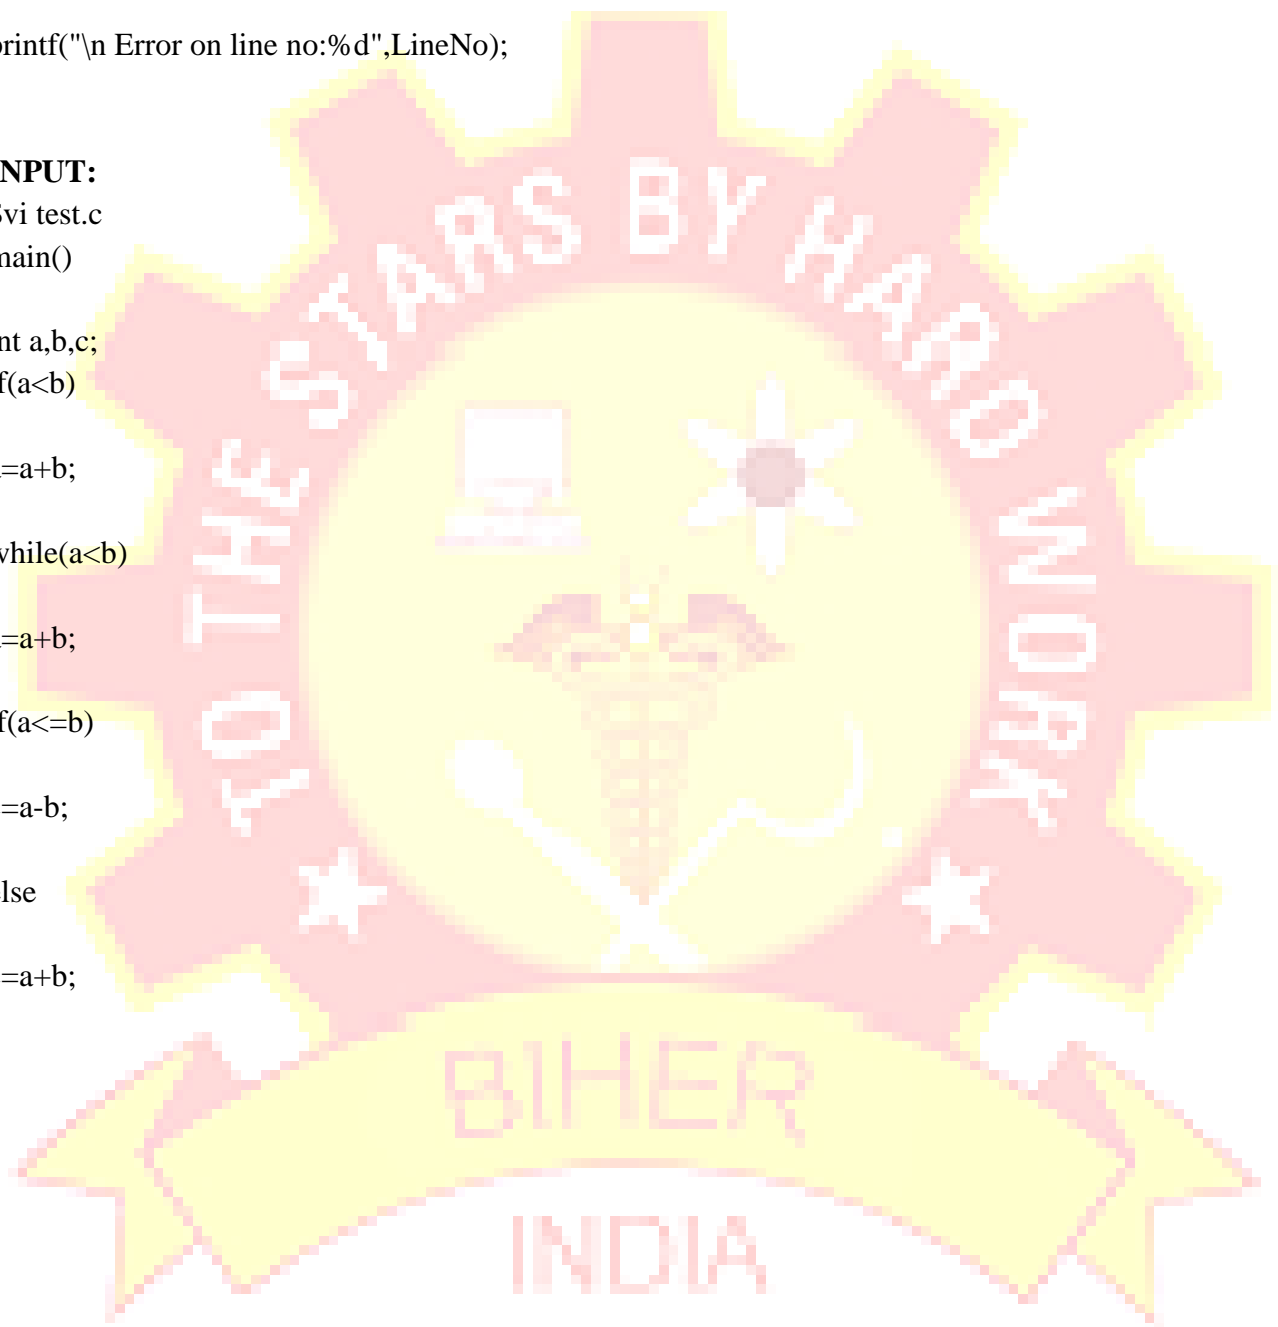 printf("\n Error on line no:%d",LineNo);
NPUT:
$vi test.c
main()
nt a,b,c;
f(a<b)
=a+b;
while(a<b)
=a+b;
f(a<=b)
=a-b;
else
=a+b;
TO THE STARS BY HARD WORK
BIHER
INDIA